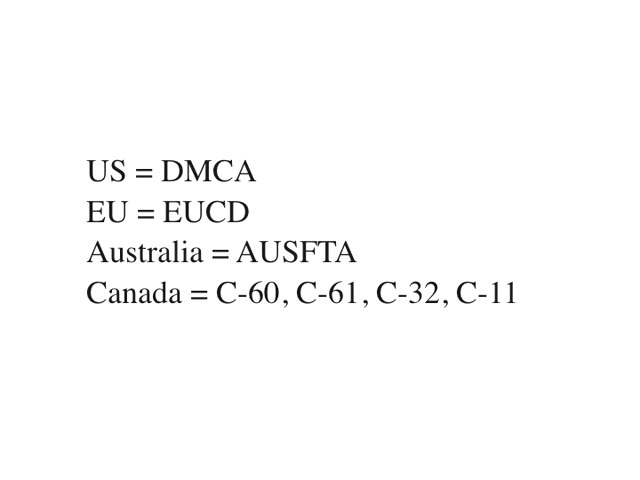 US = DMCA
EU = EUCD
Australia = AUSFTA
Canada = C-60, C-61, C-32, C-11